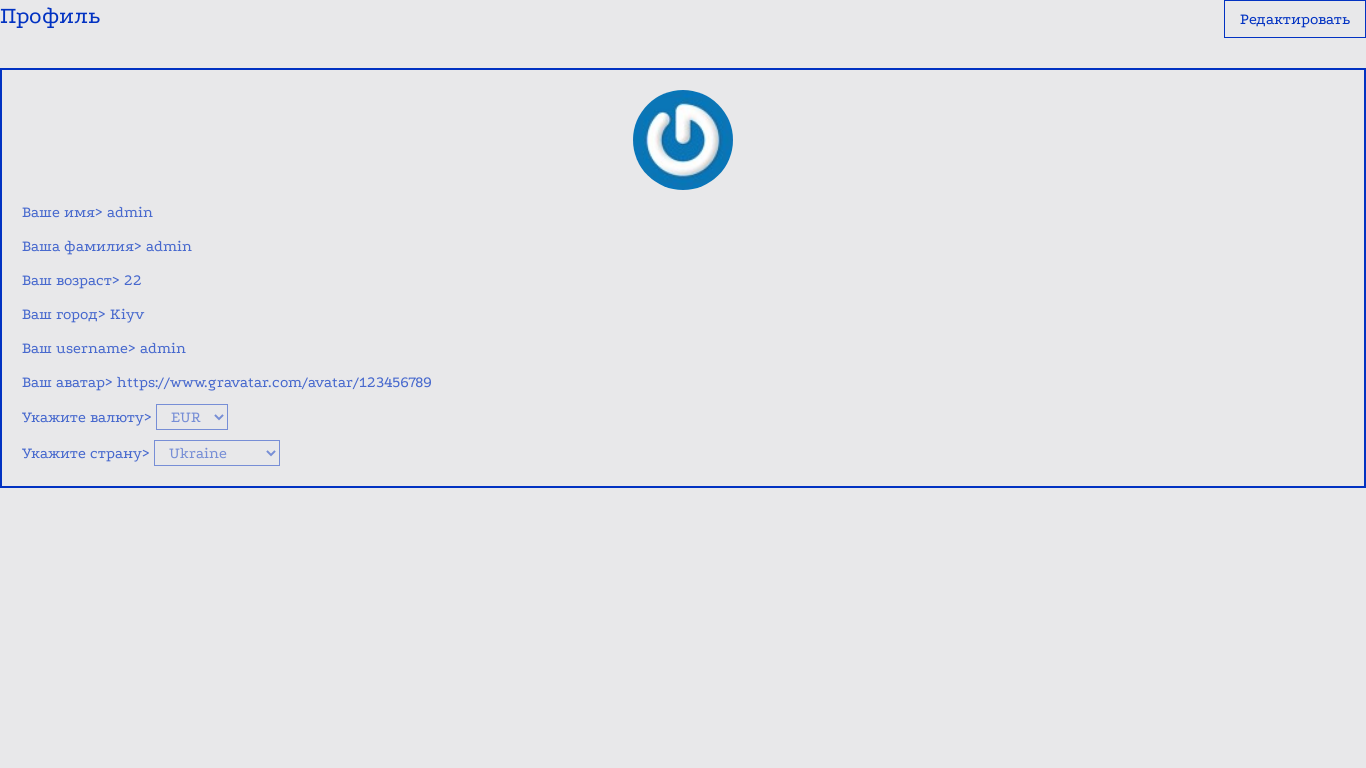 Профиль
Редактировать
Ваше имя> admin
Ваша фамилия> admin
Ваш возраст> 22
Ваш город> Kiyv
Ваш username> admin
Ваш аватар> https://www.gravatar.com/avatar/123456789
Укажите валюту> EUR
Укажите страну> Ukraine